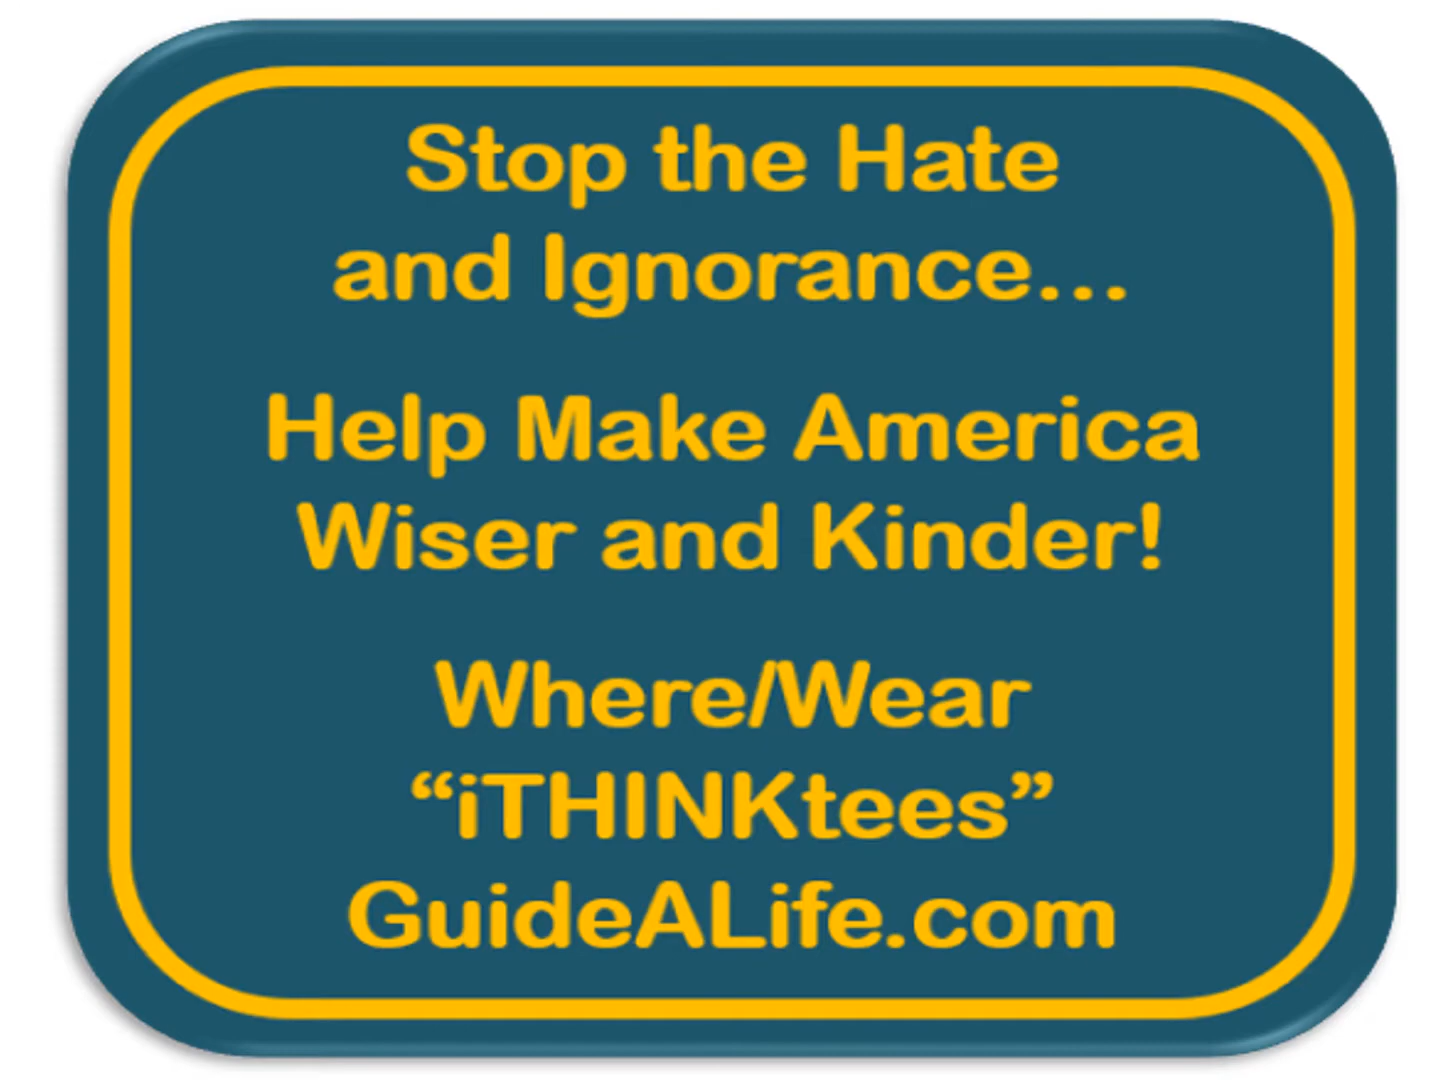 Stop the Hate
and Ignorance...
Help Make America
Wiser and Kinder!
Where/Wear
“iTHINKtees”
GuideALife.com